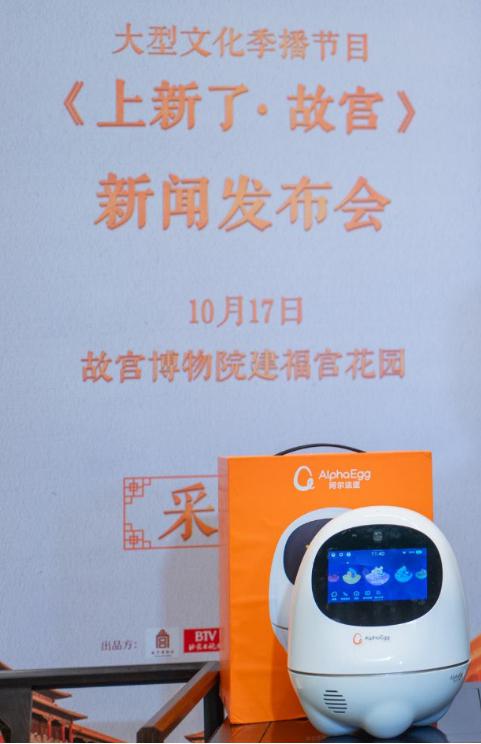 大型文化季播节目
《上新了·故宫》
新闻发布会
10月17日
故宫博物院建福宫花园
采
AlphaEgg
阿尔法蛋
11:40
AlphaEgg
出品方:
BTV